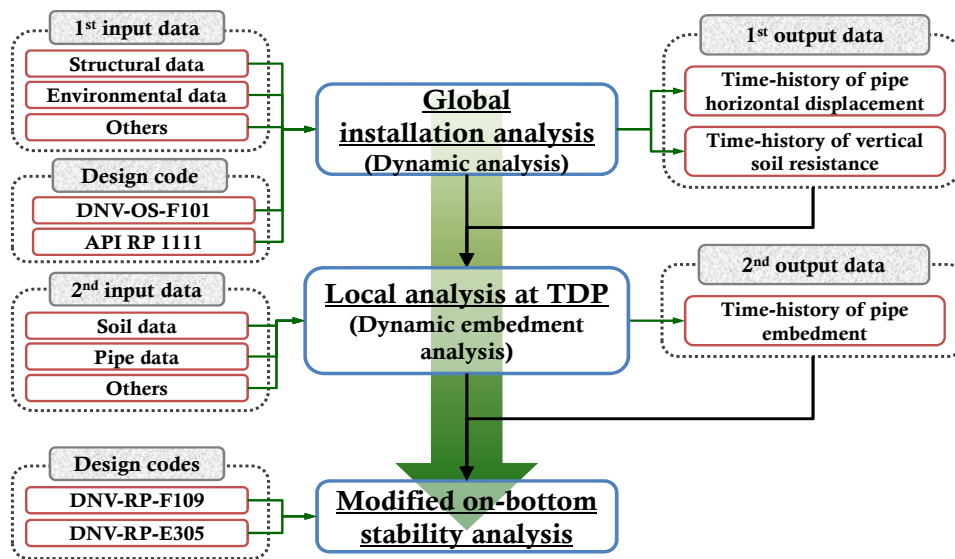 1st input data
Structural data
Environmental data
Others
Design code
DNV-OS-F101
API RP 1111
Global
installation analysis
(Dynamic analysis)
1st output data
Time-history of pipe
horizontal displacement
Time-history of vertical
soil resistance
2nd input data
Soil data
Pipe data
Others
Local analysis at TDP
(Dynamic embedment
analysis)
2nd output data
Time-history of pipe
embedment
Design codes
DNV-RP-F109
DNV-RP-E305
Modified on-bottom
stability analysis